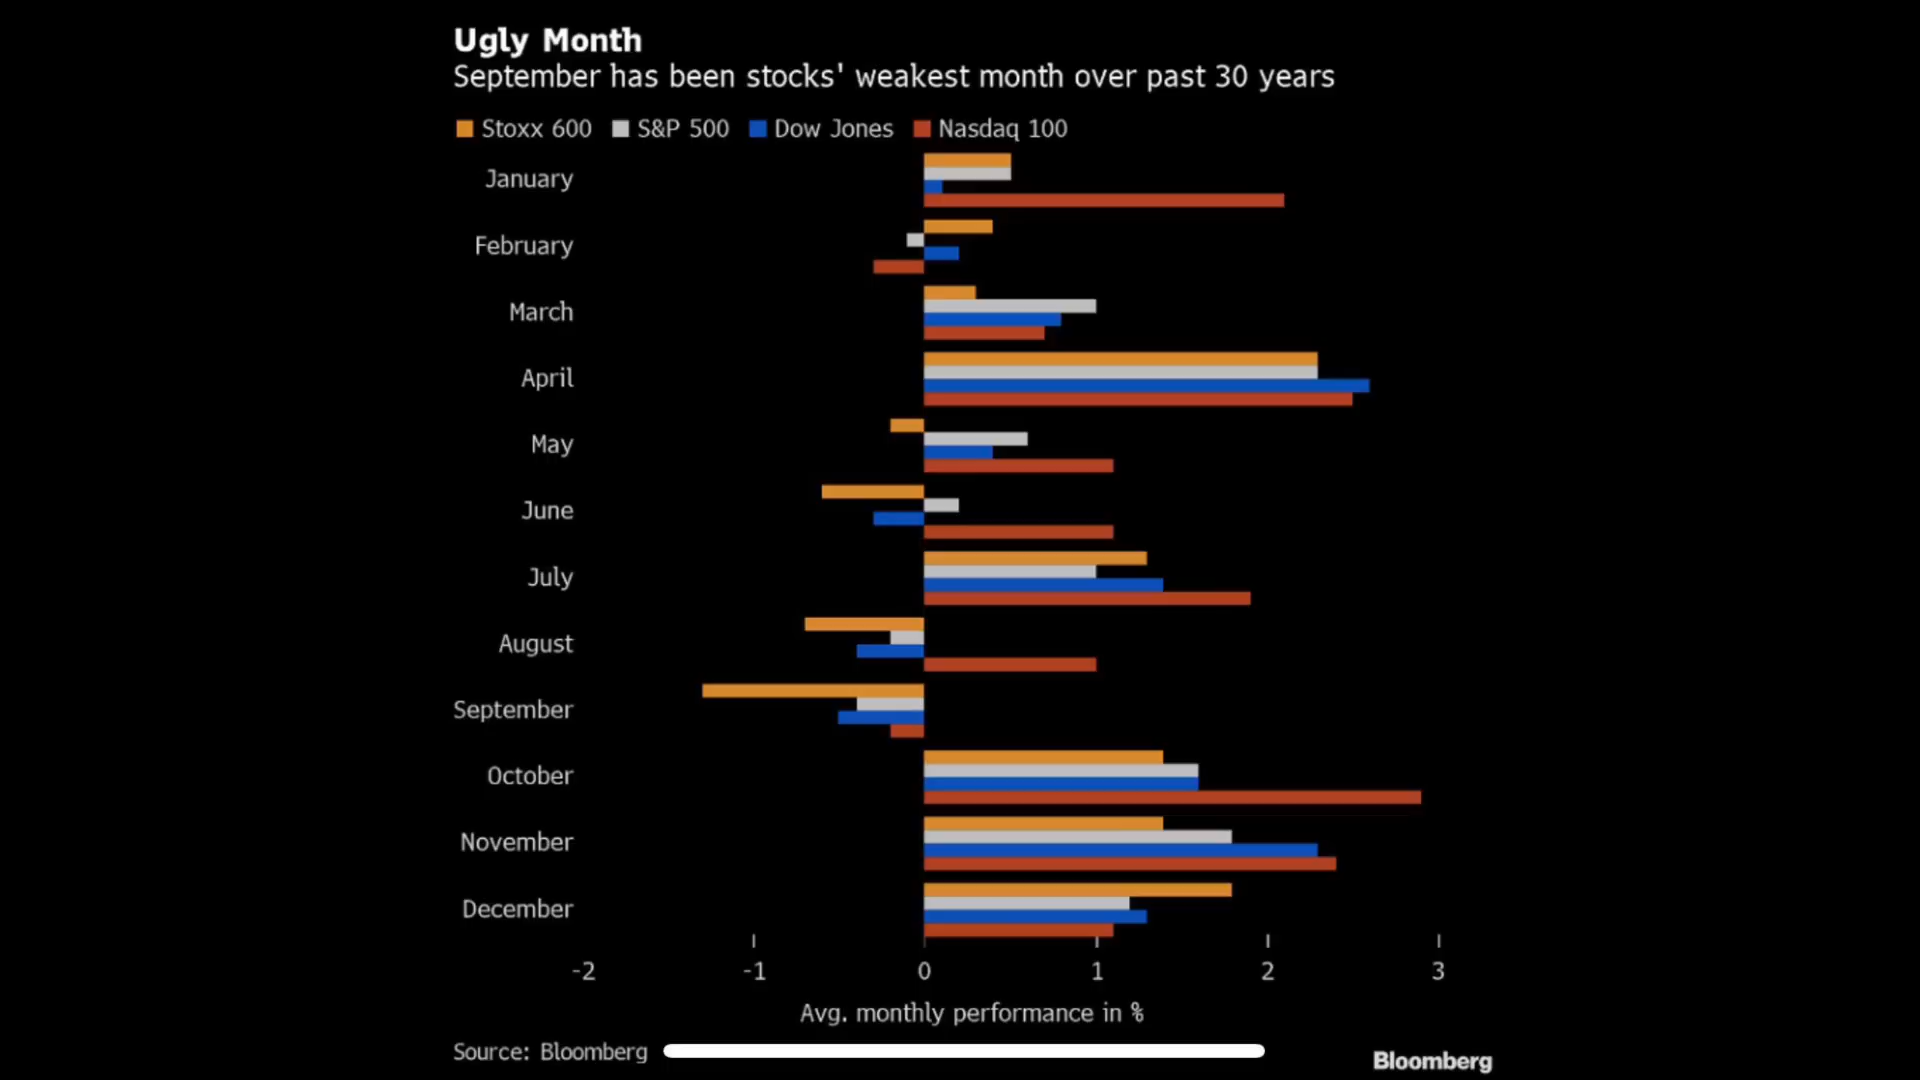 Ugly Month
September has been stocks' weakest month over past 30 years
Stoxx 600 S&P 500 Dow Jones Nasdaq 100
January
February
March
April
May
June
July
August
September
October
November
December
-2 -1 0 1 2 3
Avg. monthly performance in %
Source: Bloomberg
Bloomberg